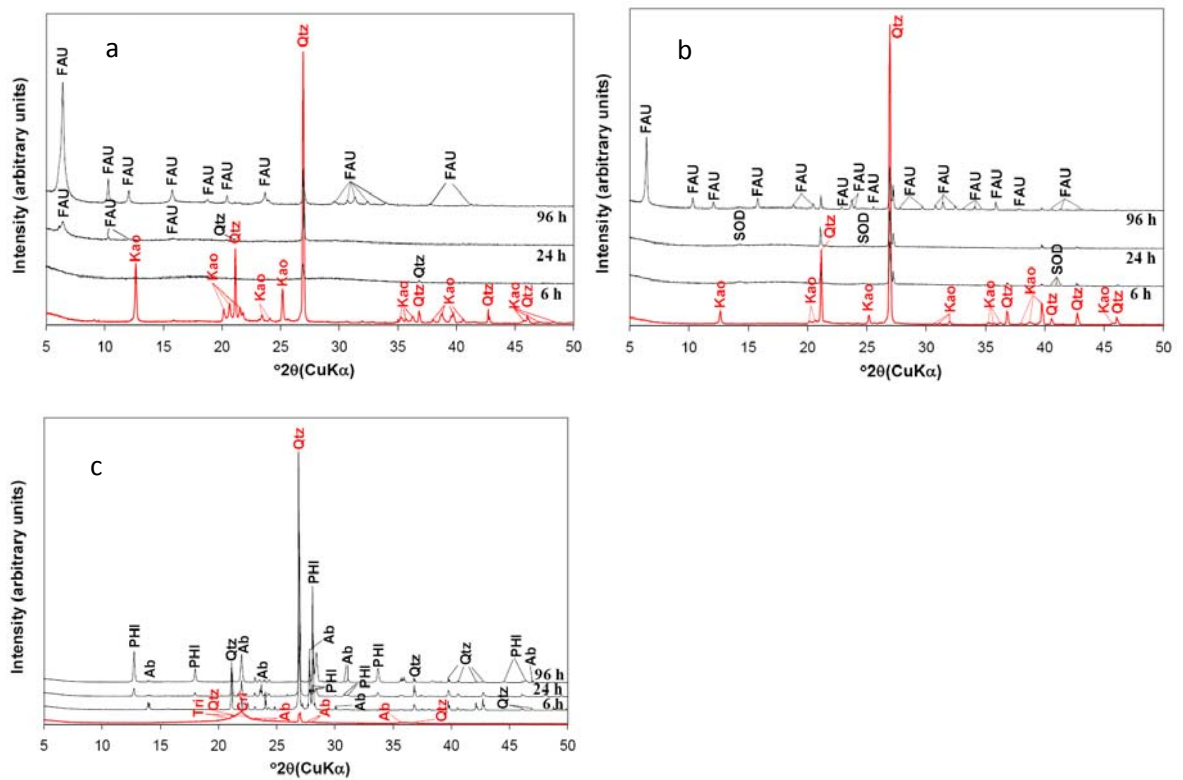 a
Qtz
FAU
FAU
FAU
FAU
FAU
FAU
FAU
FAU
FAU
96 h
FAU
FAU
FAU
Qtz
Qtz
24 h
Kao
Kao
Kao
Kao
Qtz
Kao
Qtz
Kao
Qtz
Kao
Qtz
6 h
Intensity (arbitrary units)
5 10 15 20 25 30 35 40 45 50
°2θ(CuKα)
b
Qtz
FAU
FAU
FAU
FAU
FAU
FAU
FAU
FAU
FAU
FAU
FAU
FAU
FAU
FAU
96 h
SOD
Qtz
SOD
24 h
SOD
6 h
Kao
Kao
Kao
Kao
Kao
Qtz
Kao
Qtz
Qtz
Kao
Qtz
Intensity (arbitrary units)
5 10 15 20 25 30 35 40 45 50
°2θ(CuKα)
c
Qtz
PHI
PHI
Ab
PHI
Qtz
Ab
Ab
Ab
Ab
PHI
Qtz
Qtz
PHI
Ab
96 h
PHI
PHI
24 h
Ab
Qtz
6 h
Tri
Qtz
Cri
Ab
Ab
Ab
Qtz
Intensity (arbitrary units)
5 10 15 20 25 30 35 40 45 50
°2θ(CuKα)